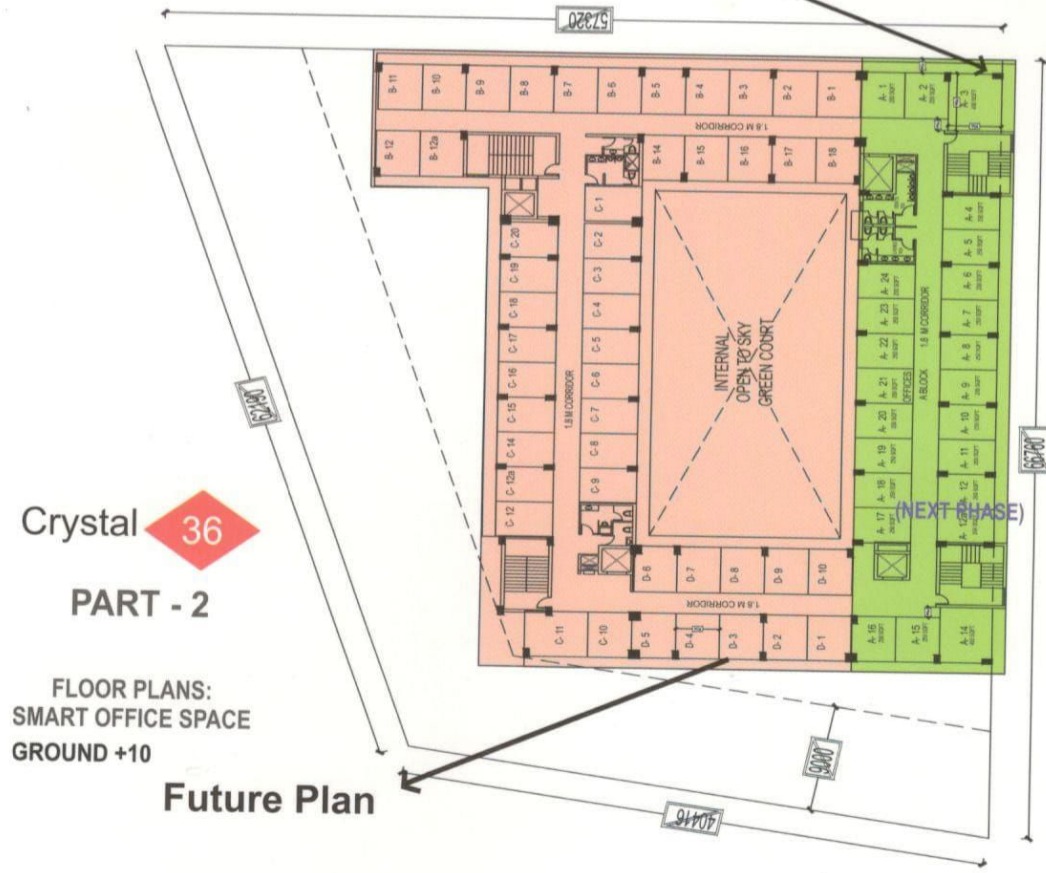 57320
B- 11
B- 10
B- 9
B- 8
B- 7
B- 6
B- 5
B- 4
B- 3
B- 2
B- 1
A- 1
A- 2
A- 3
1.8 M CORRIDOR
B- 12
B- 12a
B- 14
B- 15
B- 16
B- 17
B- 18
C- 1
C- 2
C- 3
C- 4
C- 5
C- 6
C- 7
C- 8
C- 9
C- 20
C- 19
C- 18
C- 17
C- 16
C- 15
C- 14
C- 12a
C- 12
1.8 M CORRIDOR
INTERNAL
OPEN TO SKY
GREEN COURT
A- 24
A- 23
A- 22
A- 21
A- 20
A- 19
A- 18
A- 17
OFFICES
A BLOCK
1.8 M CORRIDOR
A- 4
A- 5
A- 6
A- 7
A- 8
A- 9
A- 10
A- 11
A- 12
(NEXT PHASE)
66760
D- 6
D- 7
D- 8
D- 9
D- 10
1.8 M CORRIDOR
C- 11
C- 10
D- 5
D- 4
D- 3
D- 2
D- 1
A- 16
A- 15
A- 14
Crystal 36
PART - 2
FLOOR PLANS:
SMART OFFICE SPACE
GROUND +10
Future Plan
9000
40416